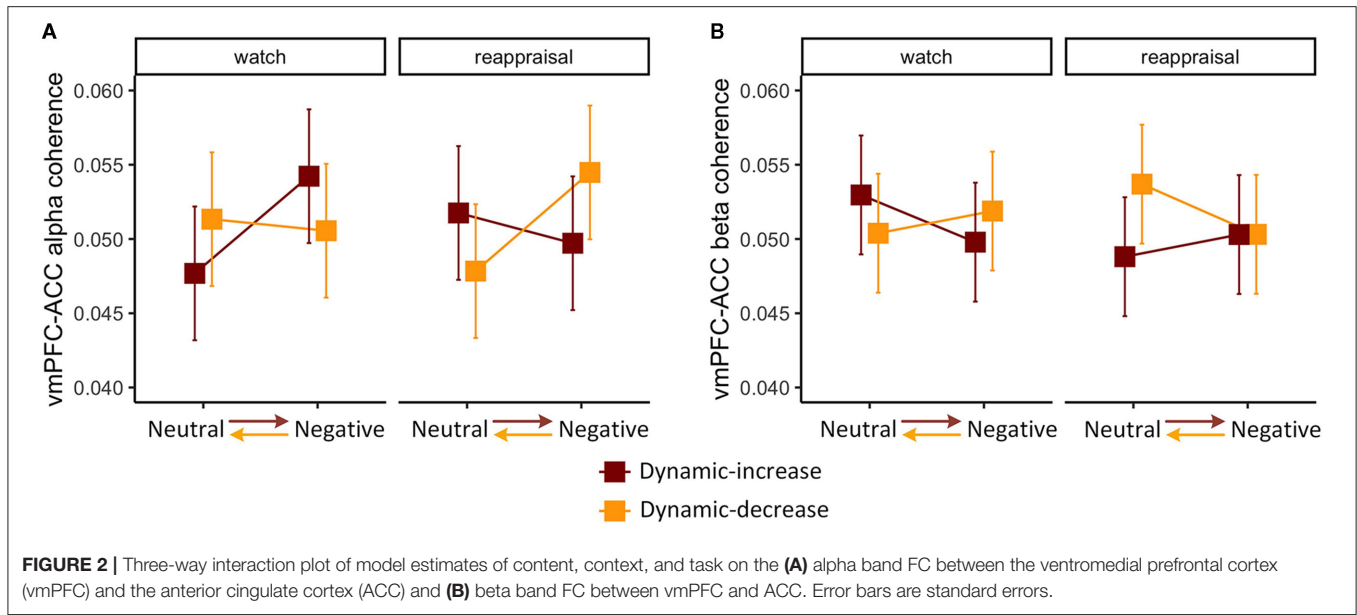 A
B
watch
reappraisal
watch
reappraisal
vmPFC-ACC alpha coherence
0.060
0.055
0.050
0.045
0.040
vmPFC-ACC beta coherence
0.060
0.055
0.050
0.045
0.040
Neutral Negative
Neutral Negative
Neutral Negative
Neutral Negative
Dynamic-increase
Dynamic-decrease
FIGURE 2 | Three-way interaction plot of model estimates of content, context, and task on the (A) alpha band FC between the ventromedial prefrontal cortex
(vmPFC) and the anterior cingulate cortex (ACC) and (B) beta band FC between vmPFC and ACC. Error bars are standard errors.